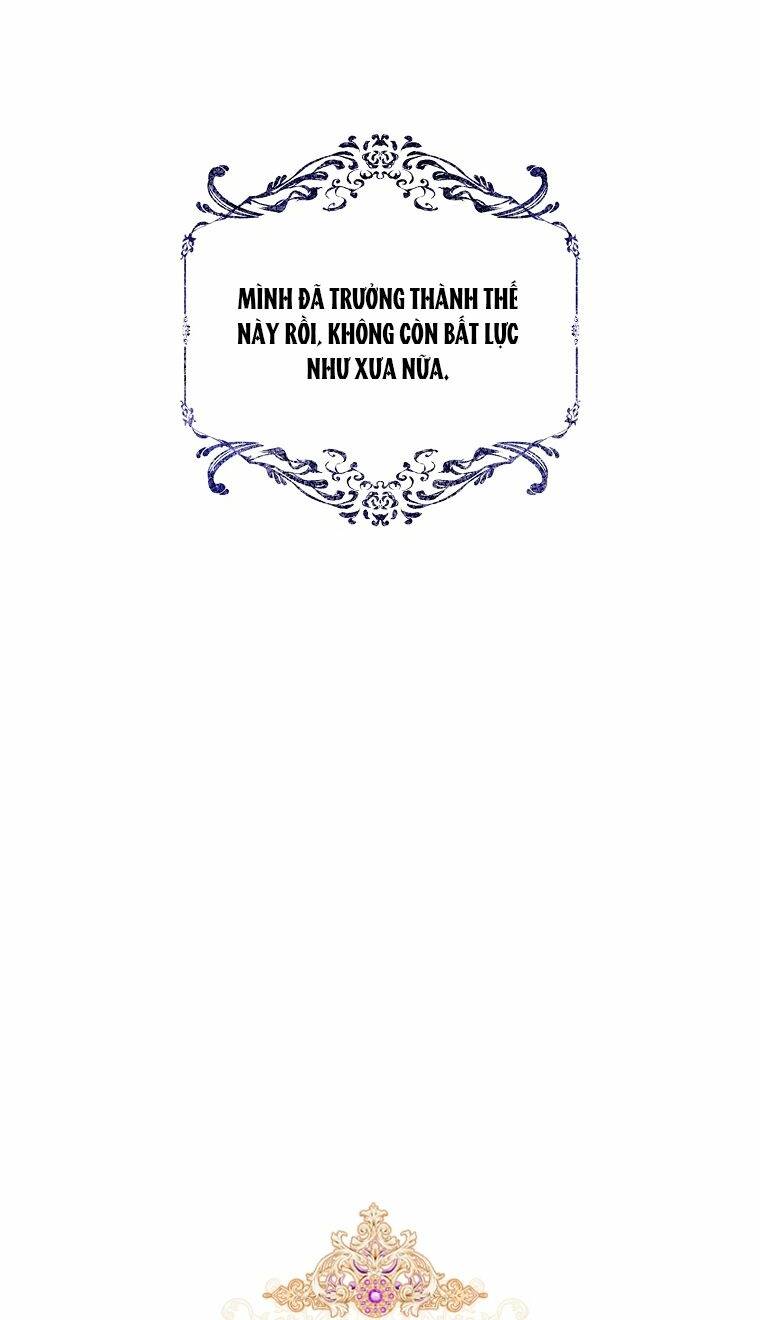 MÌNH ĐÃ TRƯỞNG THÀNH THẾ
NÀY RỒI, KHÔNG CÒN BẤT LỰC
NHƯ XƯA NỮA.